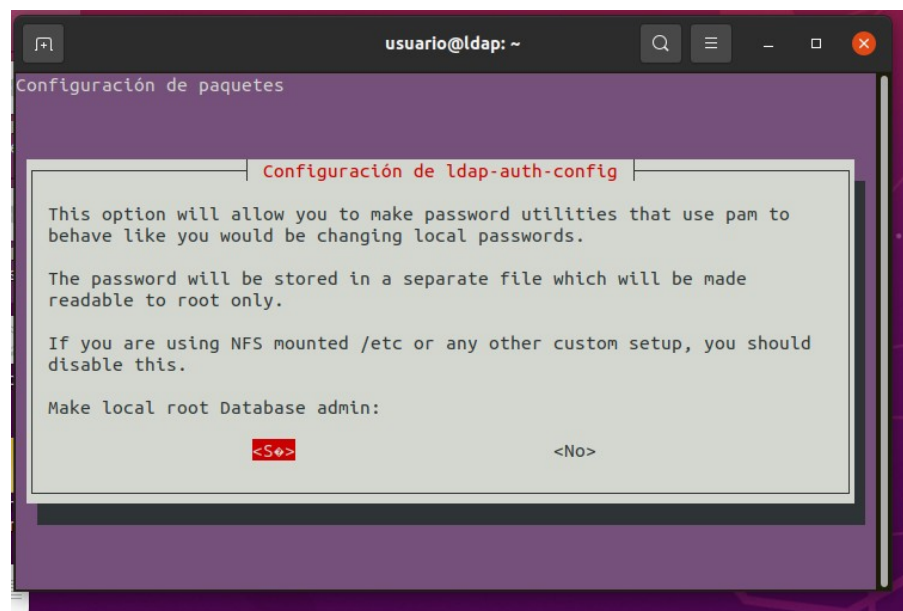 usuario@ldap: ~
Configuración de paquetes
Configuración de ldap-auth-config
This option will allow you to make password utilities that use pam to
behave like you would be changing local passwords.
The password will be stored in a separate file which will be made
readable to root only.
If you are using NFS mounted /etc or any other custom setup, you should
disable this.
Make local root Database admin:
<S�> <No>